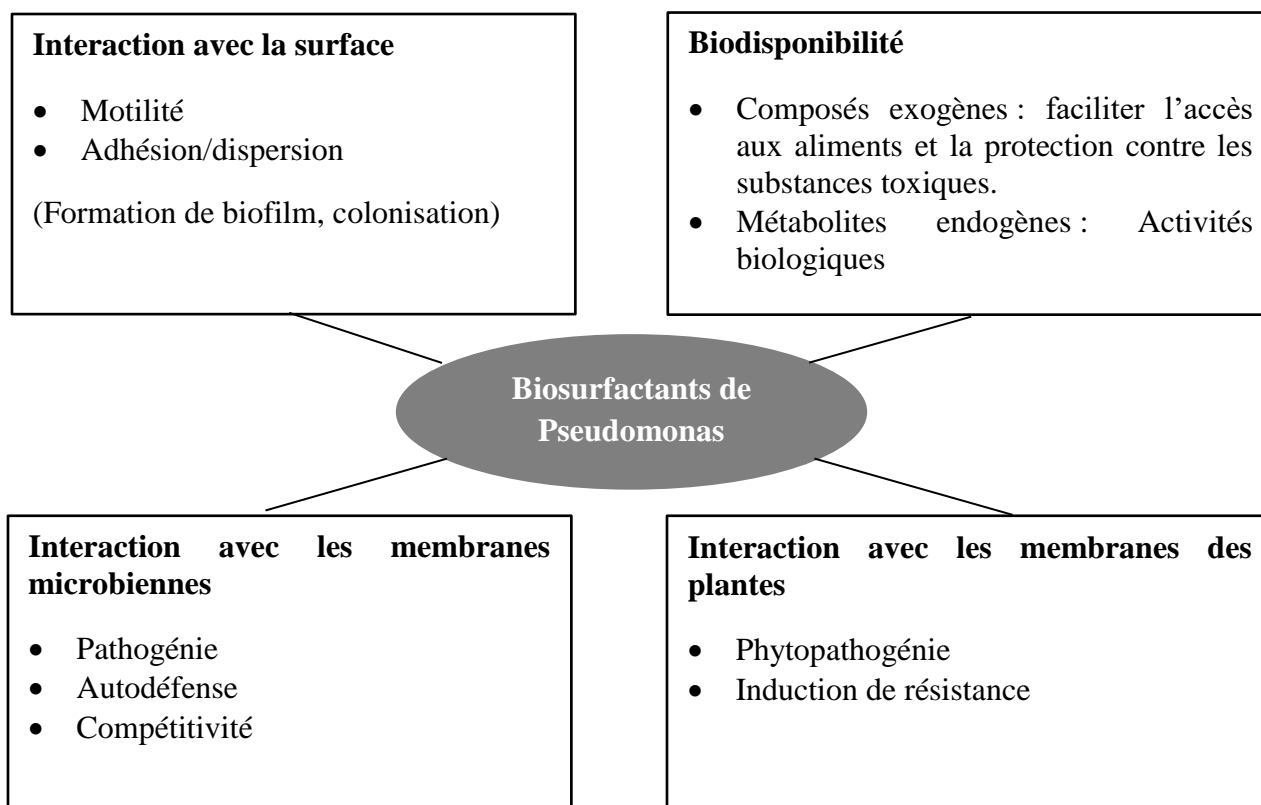 Interaction avec la surface
• Motilité
• Adhésion/dispersion
(Formation de biofilm, colonisation)
Biodisponibilité
• Composés exogènes : faciliter l’accès
aux aliments et la protection contre les
substances toxiques.
• Métabolites endogènes : Activités
biologiques
Biosurfactants de
Pseudomonas
Interaction avec les membranes
microbiennes
• Pathogénie
• Autodéfense
• Compétitivité
Interaction avec les membranes des
plantes
• Phytopathogénie
• Induction de résistance